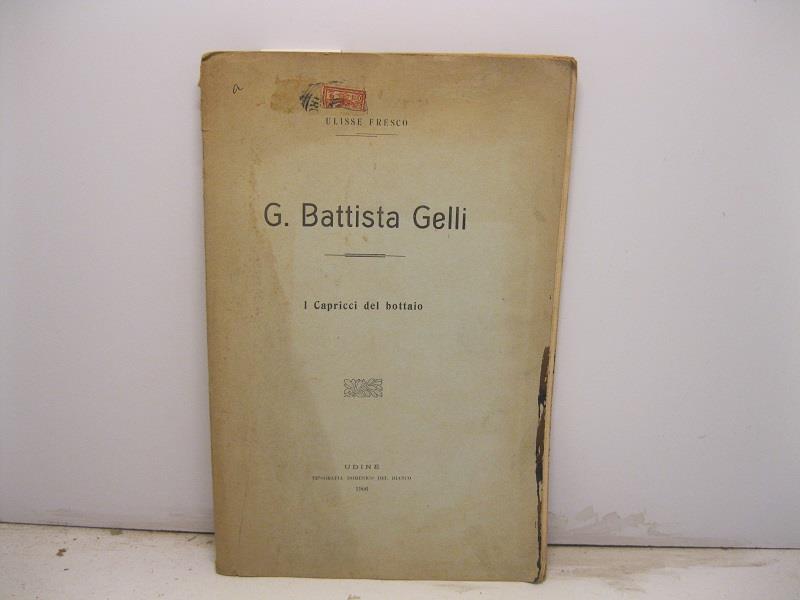 a
ULISSE FRESCO
G. Battista Gelli
I Capricci del bottaio
UDINE
TIPOGRAFIA DOMENICO DEL BIANCO
1906